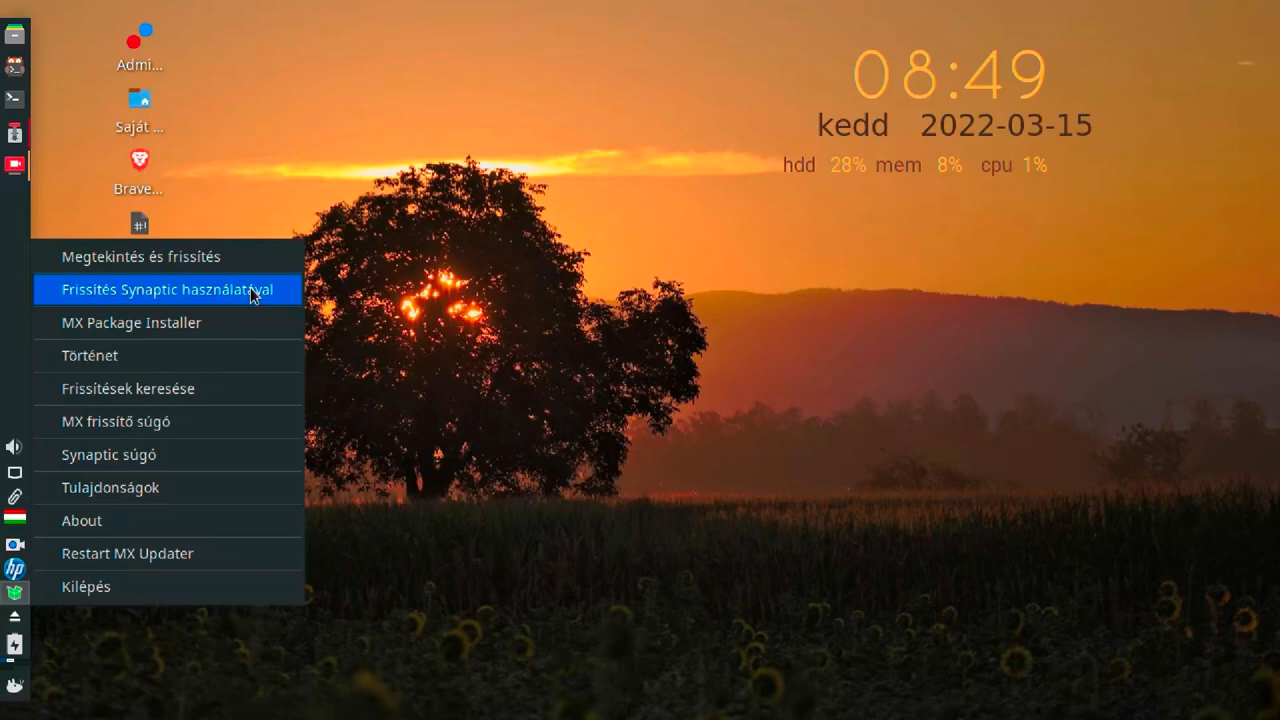 Admi...
Saját ...
Brave...
08:49
kedd 2022-03-15
hdd 28% mem 8% cpu 1%
Megtekintés és frissítés
Frissítés Synaptic használatával
MX Package Installer
Történet
Frissítések keresése
MX frissítő súgó
Synaptic súgó
Tulajdonságok
About
Restart MX Updater
Kilépés
hp
#!